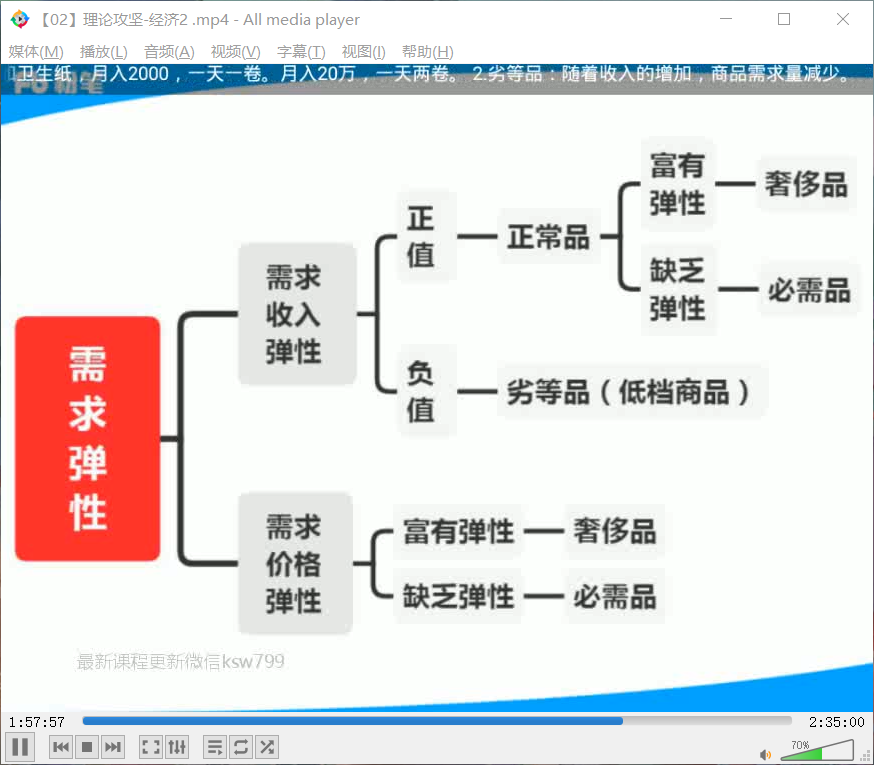 【02】理论攻坚-经济2 .mp4 - All media player
媒体(M) 播放(L) 音频(A) 视频(V) 字幕(T) 视图(I) 帮助(H)
卫生纸，月入2000，一天一卷。月入20万，一天两卷。 2.劣等品：随着收入的增加，商品需求量减少。
粉笔
需
求
弹
性
需求
收入
弹性
正
值
正常品
富有
弹性
奢侈品
缺乏
弹性
必需品
负
值
劣等品（低档商品）
需求
价格
弹性
富有弹性
奢侈品
缺乏弹性
必需品
最新课程更新微信ksw799
1:57:57
2:35:00
70%